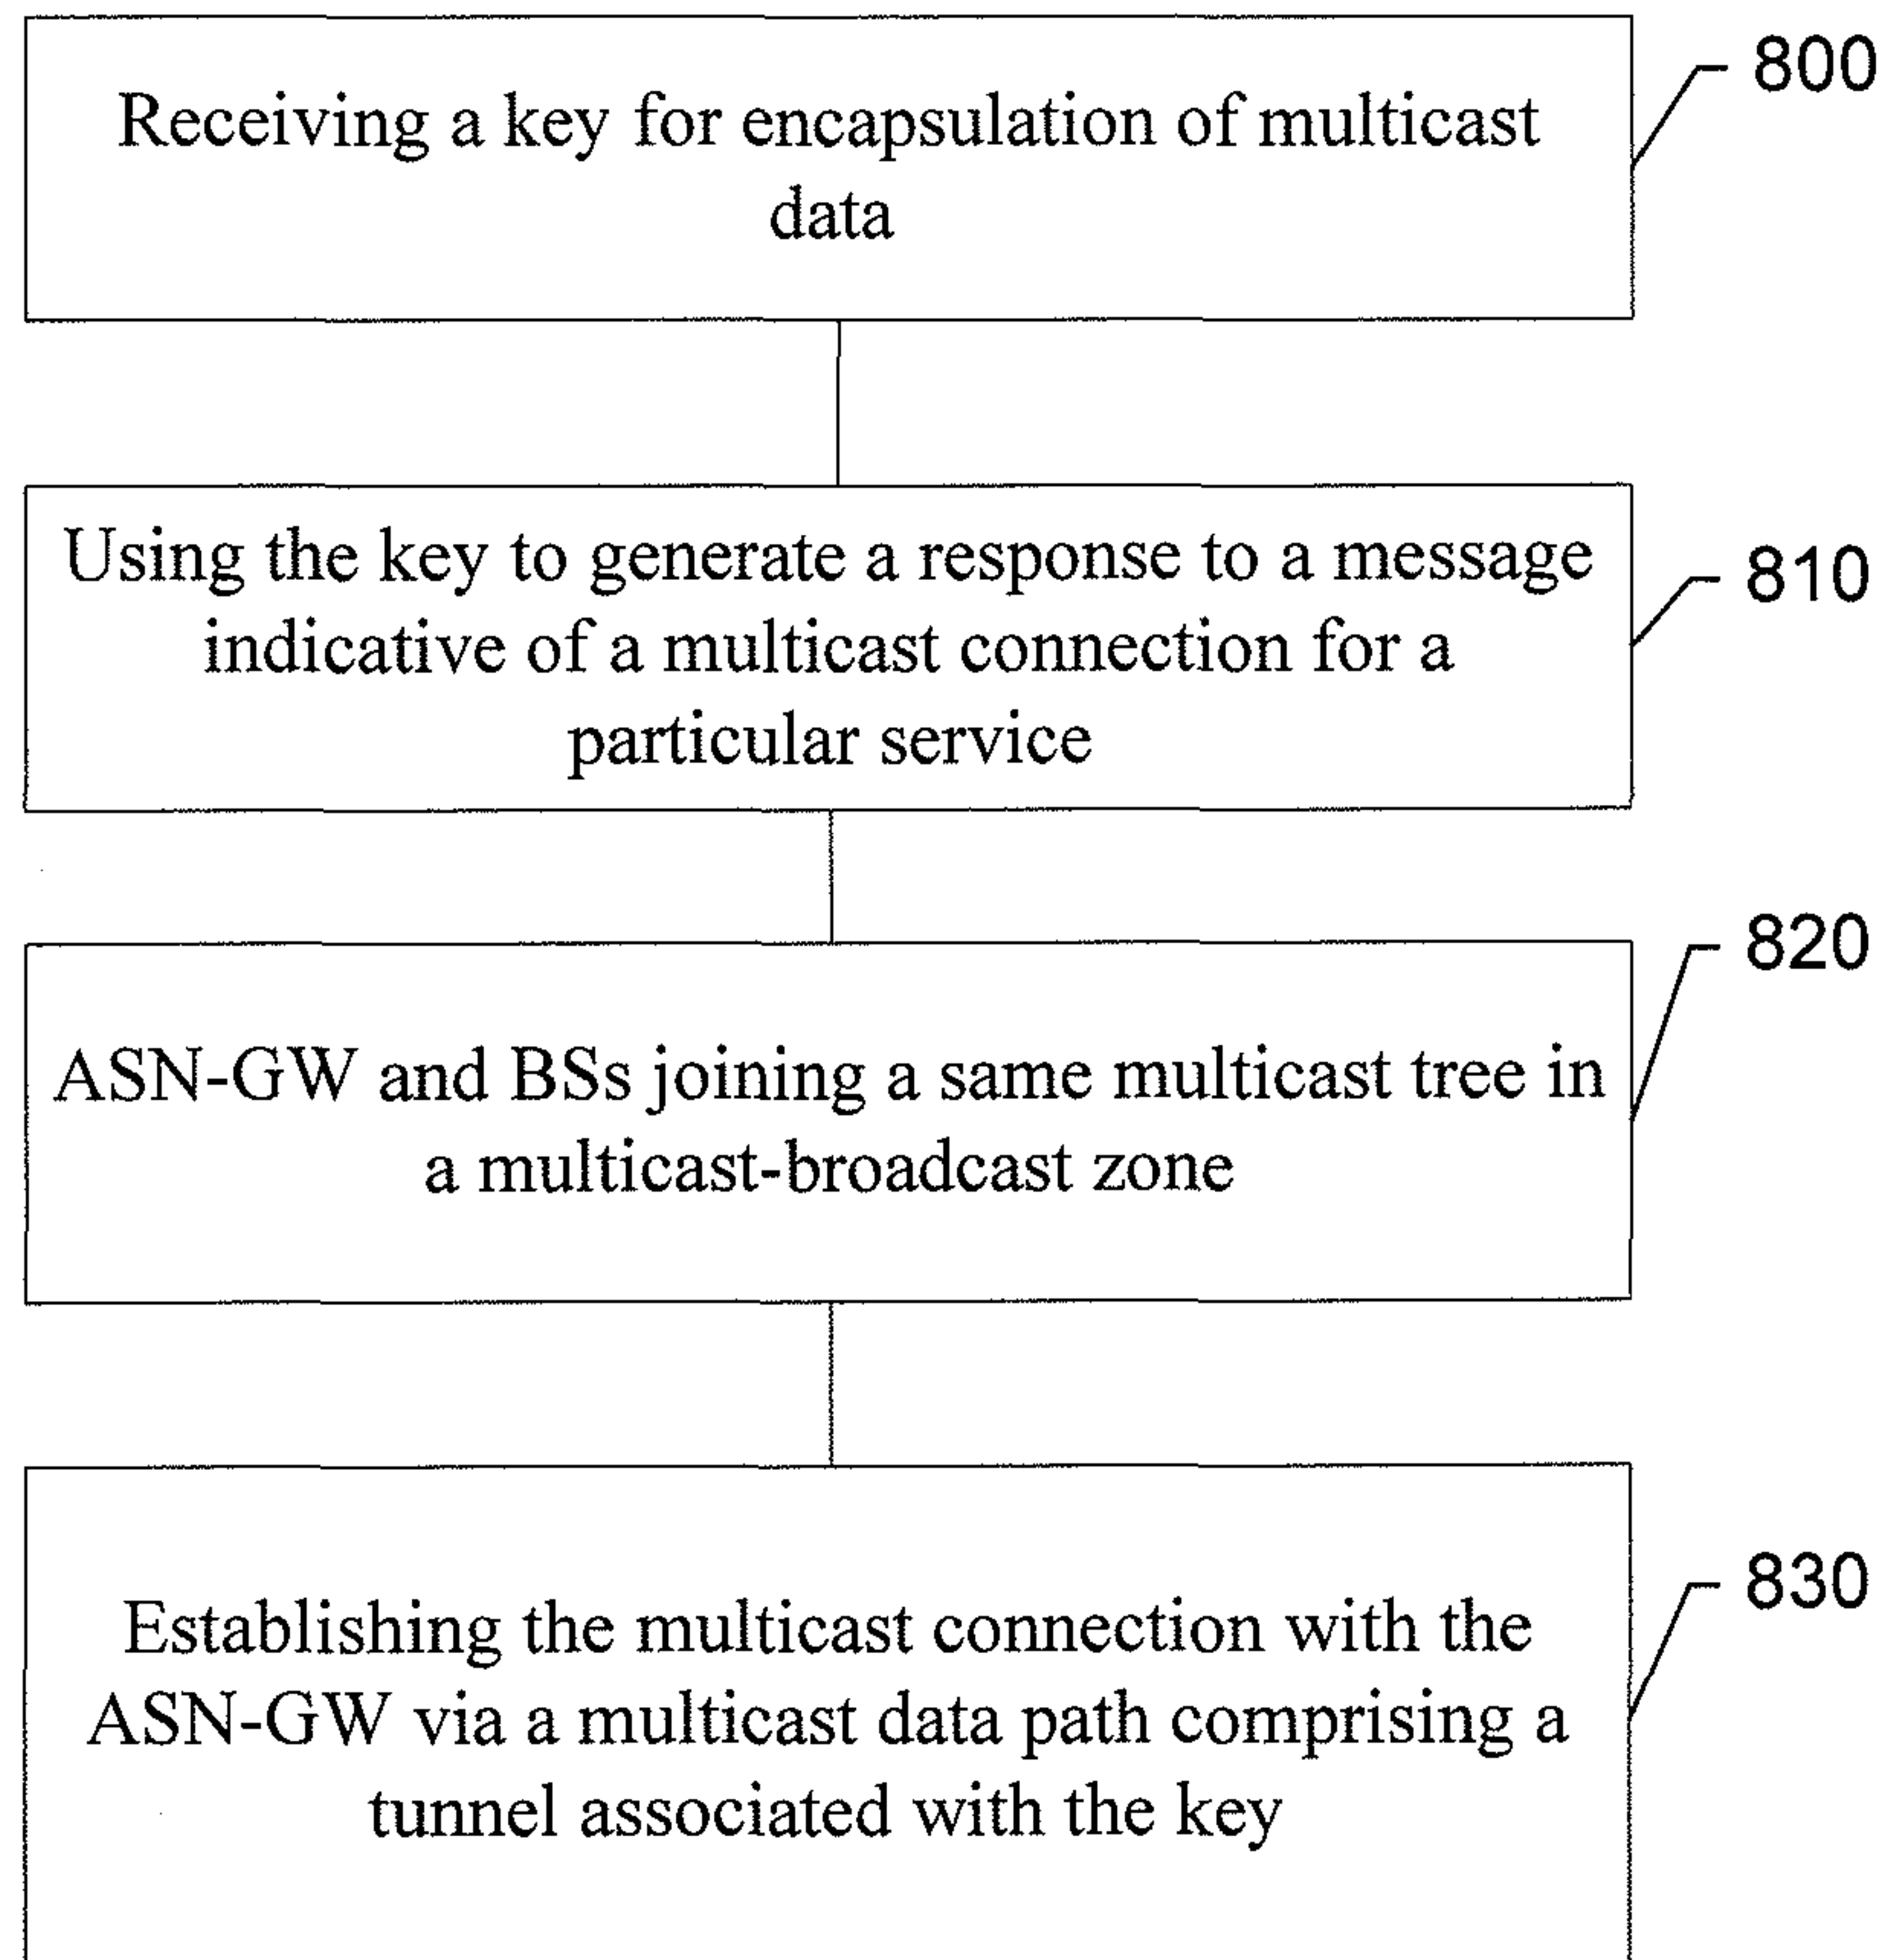 Receiving a key for encapsulation of multicast
data
800
Using the key to generate a response to a message
indicative of a multicast connection for a
particular service
810
ASN-GW and BSs joining a same multicast tree in
a multicast-broadcast zone
820
Establishing the multicast connection with the
ASN-GW via a multicast data path comprising a
tunnel associated with the key
830